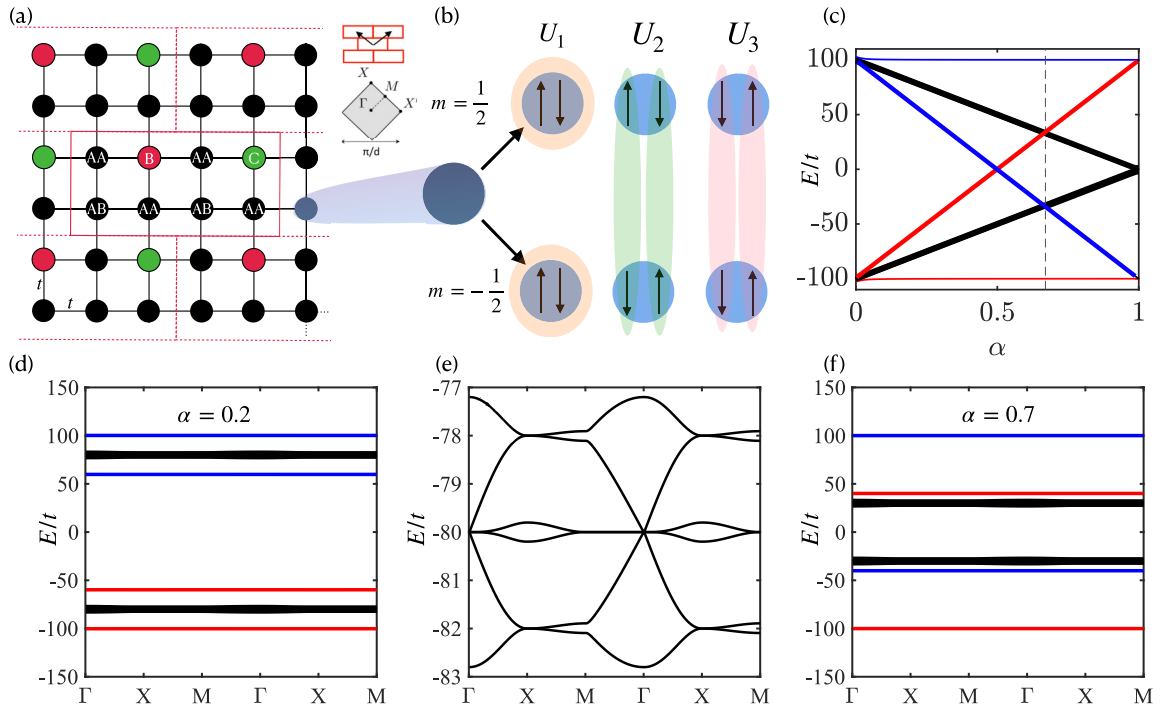 (a)
X
M
Γ
X'
π/d
AA
B
AA
C
AB
AA
AB
AA
t
t
(b)
U1
U2
U3
m = 1/2
m = − 1/2
(c)
100
50
0
-50
-100
E/t
0
0.5
1
α
(d)
150
100
50
0
-50
-100
-150
E/t
α = 0.2
Γ
X
M
Γ
X
M
(e)
-77
-78
-79
-80
-81
-82
-83
E/t
Γ
X
M
Γ
X
M
(f)
150
100
50
0
-50
-100
-150
E/t
α = 0.7
Γ
X
M
Γ
X
M